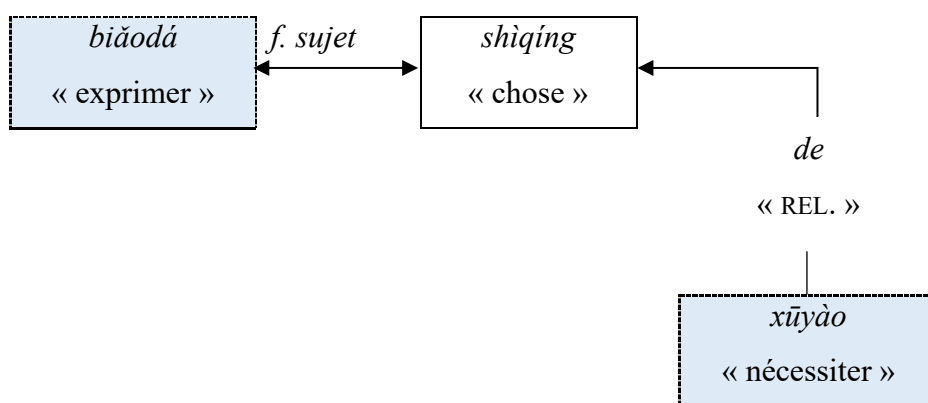 biǎodá
« exprimer »
f. sujet
shìqíng
« chose »
de
« REL. »
xūyào
« nécessiter »